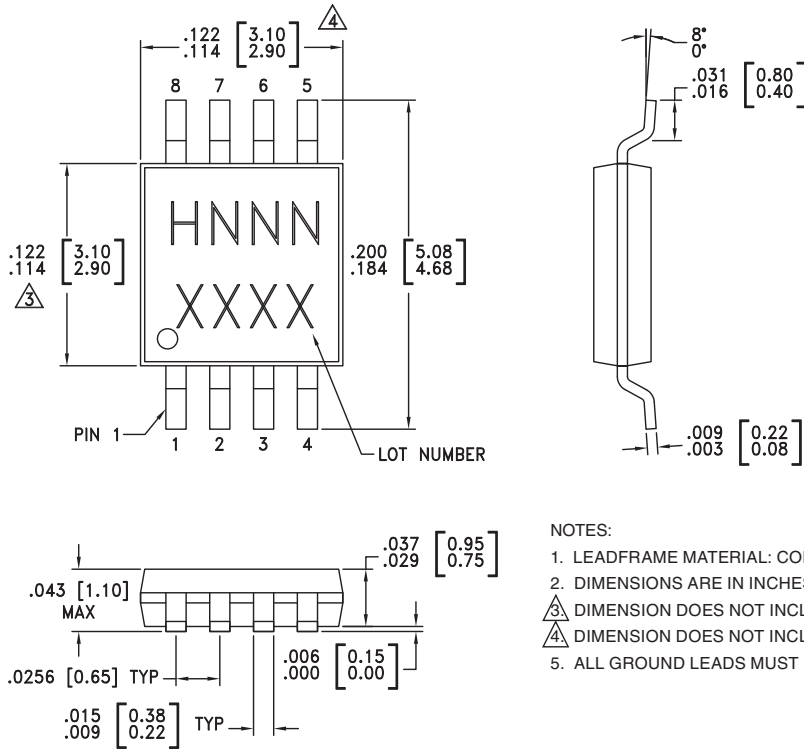 .122 [3.10]
.114 [2.90]
4
8 7 6 5
HNNN
XXXX
.122 [3.10]
.114 [2.90]
3
.200 [5.08]
.184 [4.68]
PIN 1
1 2 3 4
LOT NUMBER
8°
0°
.031 [0.80]
.016 [0.40]
.009 [0.22]
.003 [0.08]
.037 [0.95]
.029 [0.75]
.043 [1.10]
MAX
.0256 [0.65] TYP
.006 [0.15]
.000 [0.00]
.015 [0.38]
.009 [0.22]
TYP
NOTES:
1. LEADFRAME MATERIAL:
2. DIMENSIONS ARE IN INCHES
3. DIMENSION DOES NOT
4. DIMENSION DOES NOT
5. ALL GROUND LEADS MUST